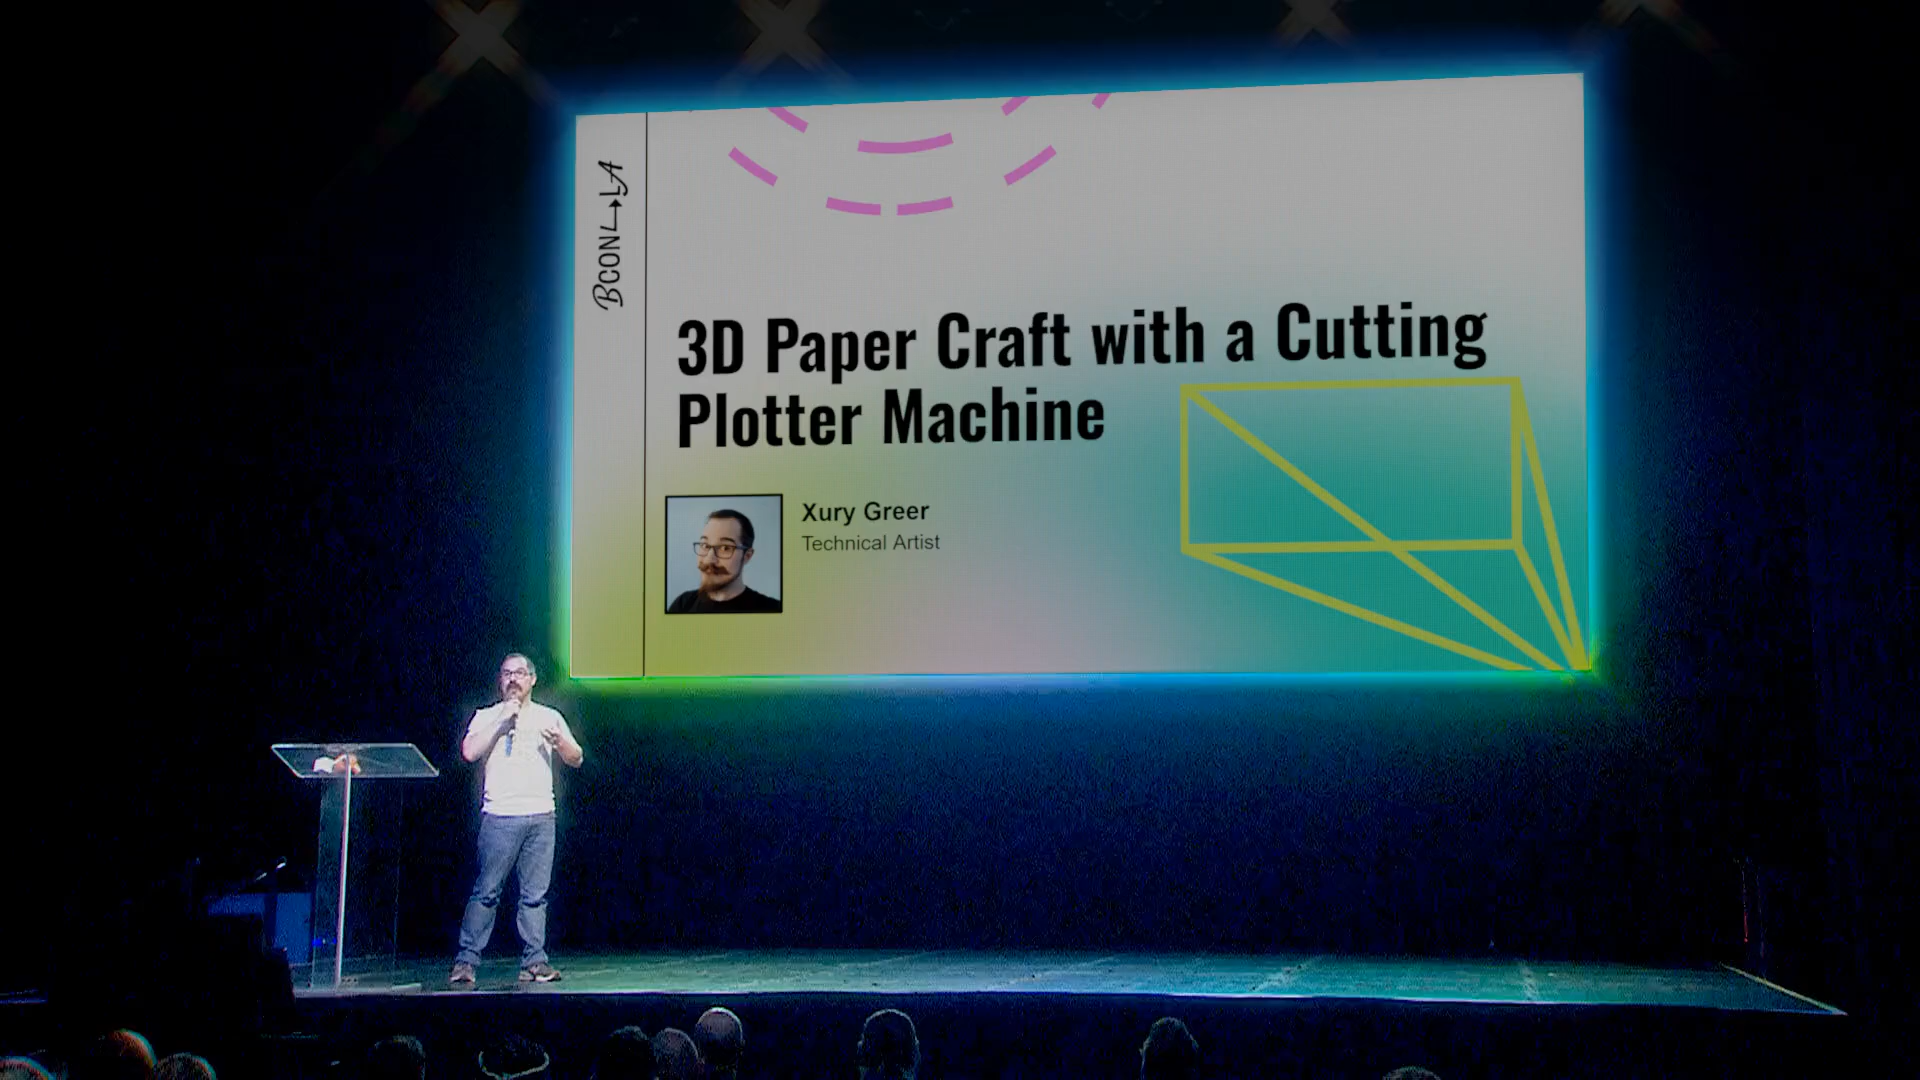 BCON LA
3D Paper Craft with a Cutting
Plotter Machine
Xury Greer
Technical Artist